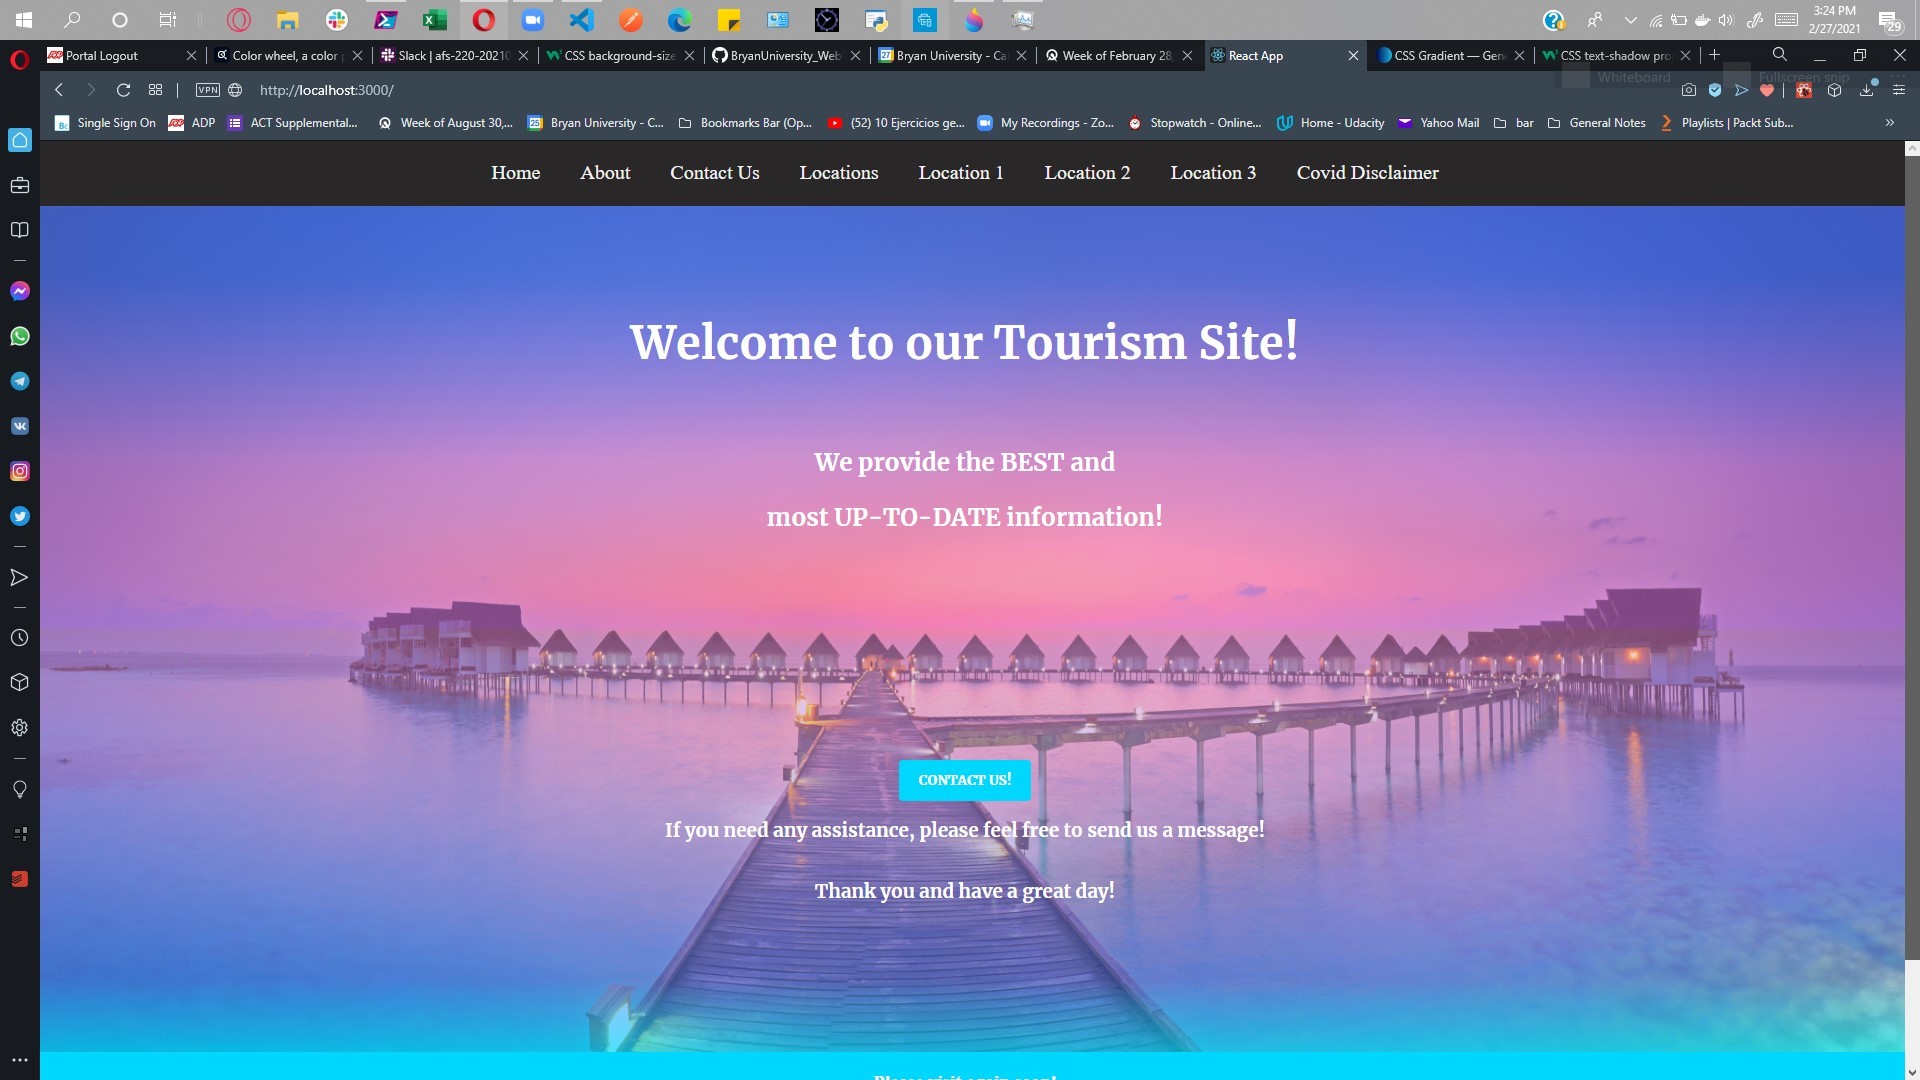 3:24 PM
2/27/2021
29
Portal Logout
Color wheel, a color
Slack | afs-220-20210
CSS background-size
BryanUniversity_Web
Bryan University - Ca
Week of February 28,
React App
CSS Gradient — Gen
CSS text-shadow pro
Whiteboard
Fullscreen snip
VPN
http://localhost:3000/
Single Sign On
ADP
ACT Supplemental...
Week of August 30,...
Bryan University - C...
Bookmarks Bar (Op...
(52) 10 Ejercicios ge...
My Recordings - Zo...
Stopwatch - Online...
Home - Udacity
Yahoo Mail
bar
General Notes
Playlists | Packt Sub...
Home
About
Contact Us
Locations
Location 1
Location 2
Location 3
Covid Disclaimer
Welcome to our Tourism Site!
We provide the BEST and
most UP-TO-DATE information!
CONTACT US!
If you need any assistance, please feel free to send us a message!
Thank you and have a great day!